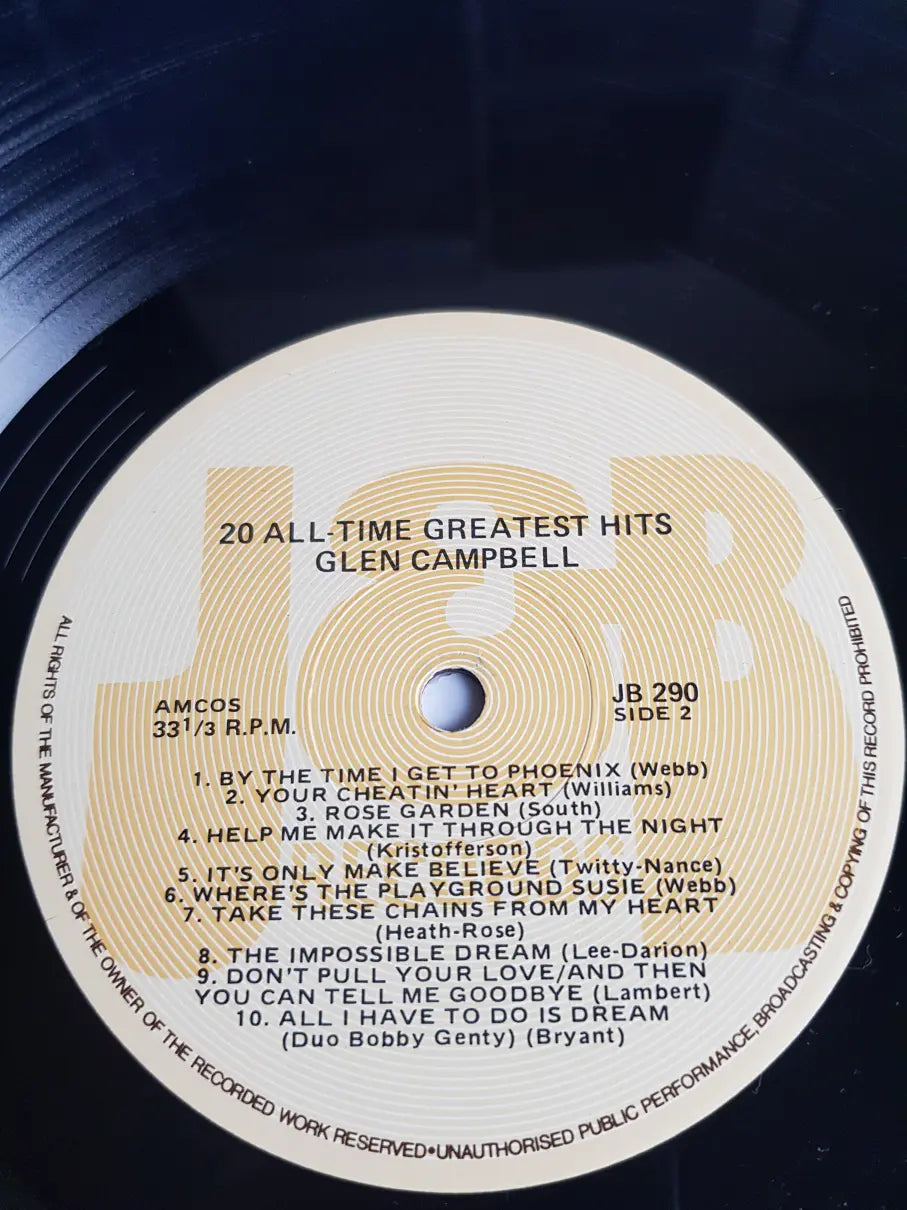 20 ALL-TIME GREATEST HITS
GLEN CAMPBELL
J&B
AMCOS
33 1/3 R.P.M.
JB 290
SIDE 2
1. BY THE TIME I GET TO PHOENIX (Webb)
2. YOUR CHEATIN' HEART (Williams)
3. ROSE GARDEN (South)
4. HELP ME MAKE IT THROUGH THE NIGHT
(Kristofferson)
5. IT'S ONLY MAKE BELIEVE (Twitty-Nance)
6. WHERE'S THE PLAYGROUND SUSIE (Webb)
7. TAKE THESE CHAINS FROM MY HEART
(Heath-Rose)
8. THE IMPOSSIBLE DREAM (Lee-Darion)
9. DON'T PULL YOUR LOVE/AND THEN
YOU CAN TELL ME GOODBYE (Lambert)
10. ALL I HAVE TO DO IS DREAM
(Duo Bobby Genty) (Bryant)
ALL RIGHTS OF THE MANUFACTURER & OF THE OWNER OF THE RECORDED WORK RESERVED•UNAUTHORISED PUBLIC PERFORMANCE, BROADCASTING & COPYING OF THIS RECORD PROHIBITED